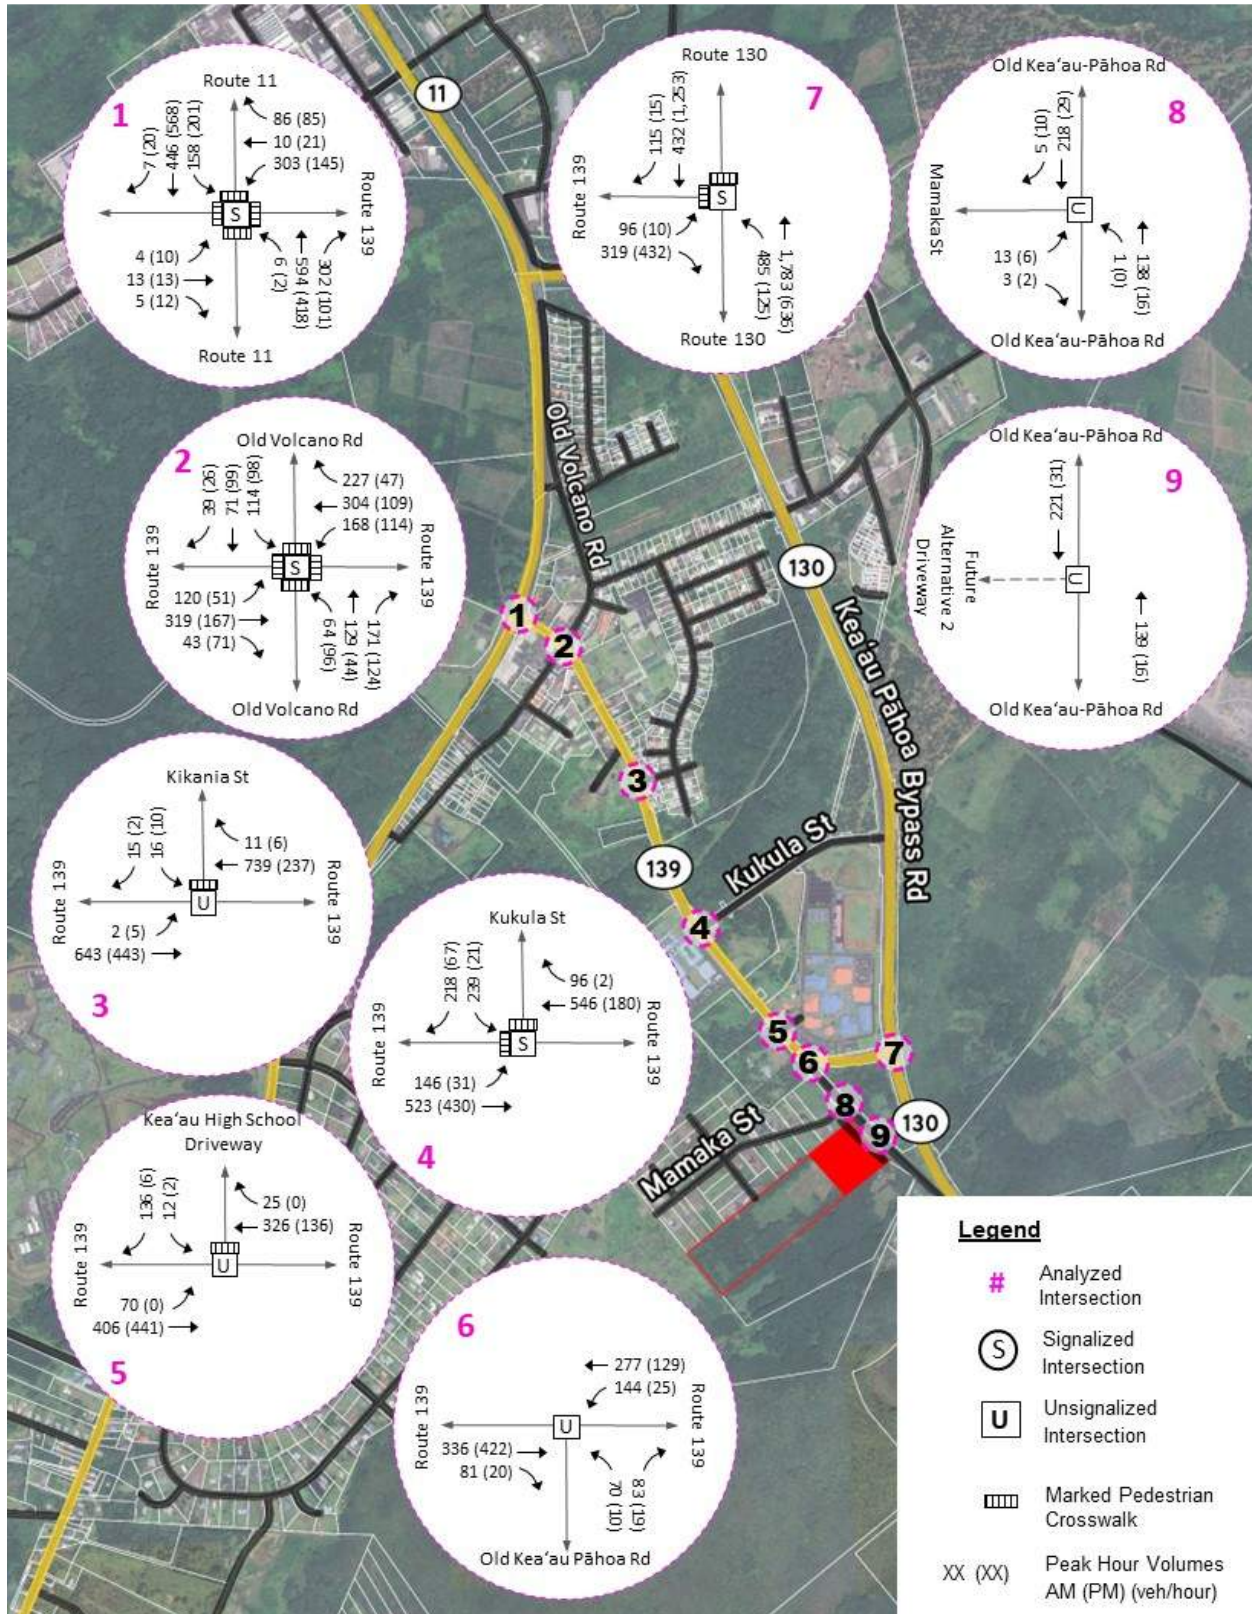 1
Route 11
7 (20)
446 (568)
158 (201)
86 (85)
10 (21)
303 (145)
S
Route 139
4 (10)
13 (13)
5 (12)
6 (2)
594 (418)
302 (101)
Route 11
11
7
Route 130
115 (15)
432 (1,253)
Route 139
S
96 (10)
319 (432)
485 (125)
1,783 (636)
Route 130
8
Old Kea‘au-Pāhoa Rd
5 (10)
218 (29)
Mamaka St
U
13 (6)
3 (2)
1 (0)
138 (16)
Old Kea‘au-Pāhoa Rd
2
Old Volcano Rd
39 (26)
71 (99)
114 (98)
227 (47)
304 (109)
168 (114)
Route 139
S
Route 139
120 (51)
319 (167)
43 (71)
64 (96)
129 (44)
171 (124)
Old Volcano Rd
9
Old Kea‘au-Pāhoa Rd
221 (31)
Future
Alternative 2
Driveway
U
139 (16)
Old Kea‘au-Pāhoa Rd
Old Volcano Rd
130
Kea‘au Pāhoa Bypass Rd
1
2
3
139
Kukula St
4
5
6
7
8
9
130
Mamaka St
Kikania St
15 (2)
16 (10)
11 (6)
739 (237)
Route 139
U
Route 139
2 (5)
643 (443)
3
Kukula St
218 (67)
239 (21)
96 (2)
546 (180)
Route 139
S
Route 139
146 (31)
523 (430)
4
Kea‘au High School
Driveway
136 (6)
12 (2)
25 (0)
326 (136)
Route 139
U
Route 139
70 (0)
406 (441)
5
6
277 (129)
144 (25)
Route 139
U
Route 139
336 (422)
81 (20)
70 (10)
83 (19)
Old Kea‘au Pāhoa Rd
Legend
# Analyzed
Intersection
S Signalized
Intersection
U Unsignalized
Intersection
Marked Pedestrian
Crosswalk
XX (XX) Peak Hour Volumes
AM (PM) (veh/hour)